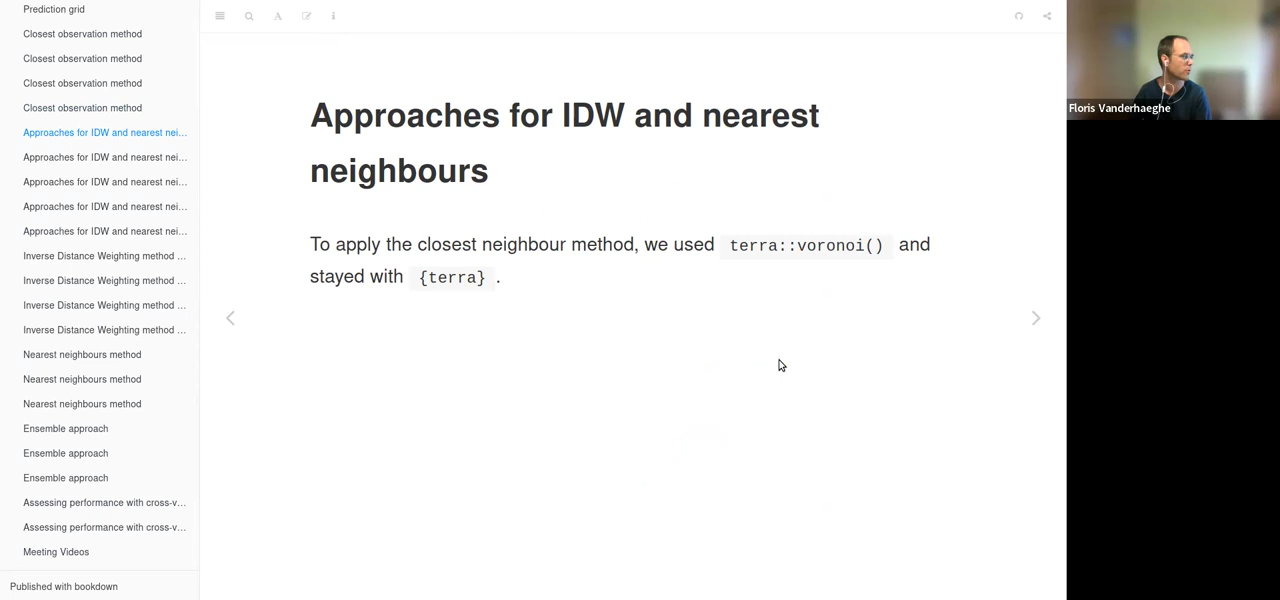 Prediction grid
Closest observation method
Closest observation method
Closest observation method
Closest observation method
Approaches for IDW and nearest nei...
Approaches for IDW and nearest nei...
Approaches for IDW and nearest nei...
Approaches for IDW and nearest nei...
Approaches for IDW and nearest nei...
Inverse Distance Weighting method ...
Inverse Distance Weighting method ...
Inverse Distance Weighting method ...
Inverse Distance Weighting method ...
Nearest neighbours method
Nearest neighbours method
Nearest neighbours method
Ensemble approach
Ensemble approach
Ensemble approach
Assessing performance with cross-v...
Assessing performance with cross-v...
Meeting Videos
Published with bookdown
Approaches for IDW and nearest
neighbours
To apply the closest neighbour method, we used terra::voronoi() and
stayed with {terra} .
Floris Vanderhaeghe